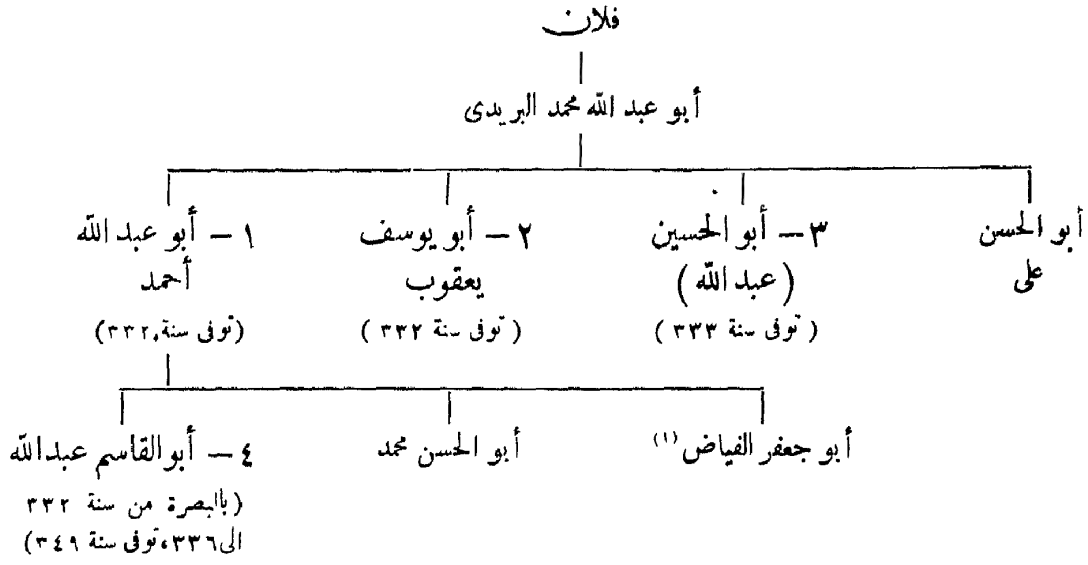 فلان
أبو عبد الله محمد البريدى
أبو الحسن ٣ – أبو الحسين ٢ – أبو يوسف ١ – أبو عبد الله
على (عبد الله) يعقوب أحمد
(توفى سنة ٣٣٣) (توفى سنة ٣٣٢) (توفى سنة ٣٣٢)
أبو جعفر الفياض (١) أبو الحسن محمد ٤ – أبو القاسم عبد الله
(بالبصرة من سنة ٣٣٢
الى ٣٣٦، توفى سنة ٣٤٩)